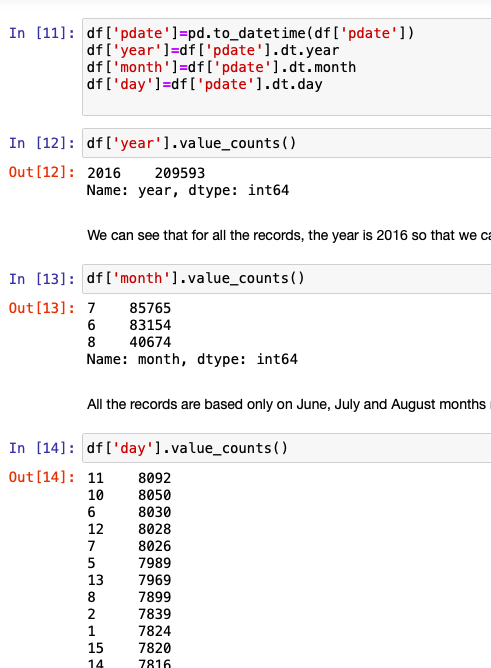 In [11]: df['pdate']=pd.to_datetime(df['pdate'])
df['year']=df['pdate'].dt.year
df['month']=df['pdate'].dt.month
df['day']=df['pdate'].dt.day
In [12]: df['year'].value_counts()
Out[12]: 2016    209593
Name: year, dtype: int64
We can see that for all the records, the year is 2016 so that we
In [13]: df['month'].value_counts()
Out[13]: 7    85765
6    83154
8    40674
Name: month, dtype: int64
All the records are based only on June, July and August months
In [14]: df['day'].value_counts()
Out[14]: 11    8092
10    8050
6     8030
12    8028
7     8026
5     7989
13    7969
8     7899
2     7839
1     7824
15    7820
14    7816